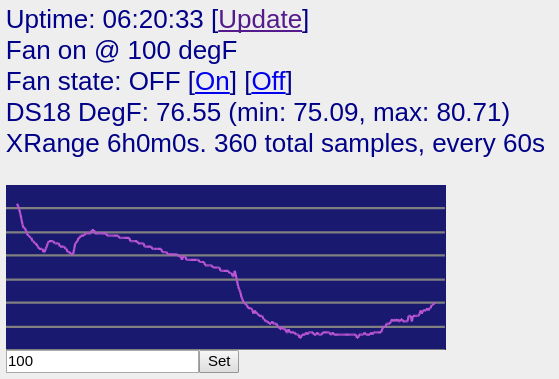 Uptime: 06:20:33 [Update]
Fan on @ 100 degF
Fan state: OFF [On] [Off]
DS18 DegF: 76.55 (min: 75.09, max: 80.71)
XRange 6h0m0s. 360 total samples, every 60s
100 Set